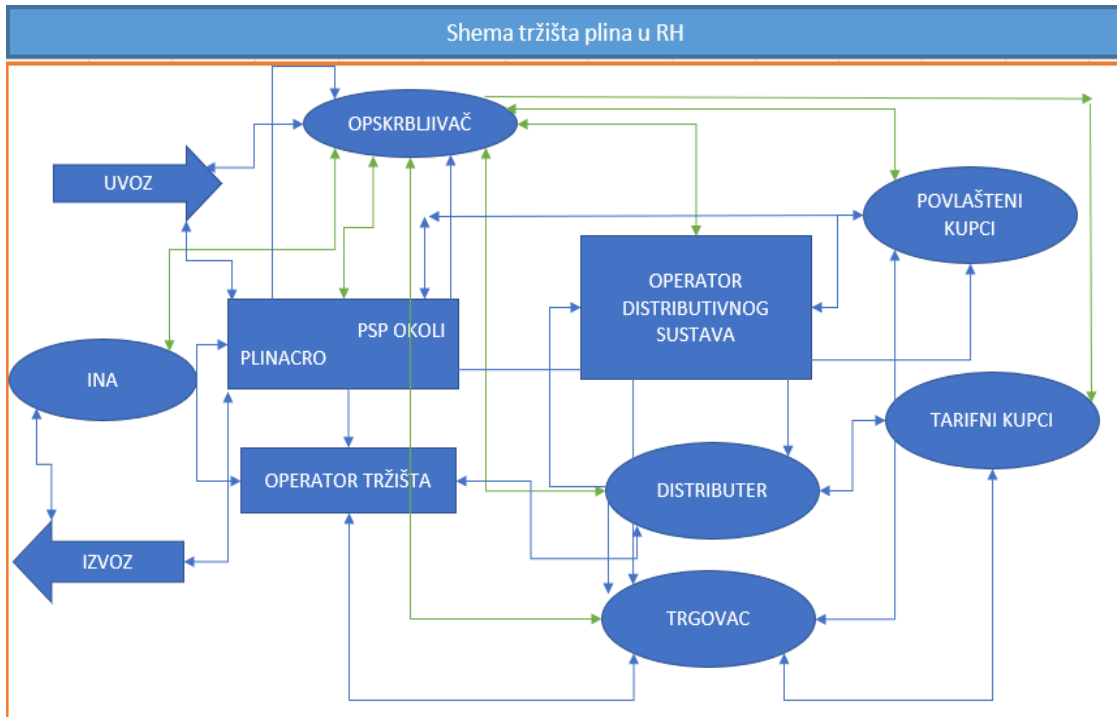 Shema tržišta plina u RH
OPSKRBLJIVAČ
UVOZ
POVLAŠTENI
KUPCI
OPERATOR
DISTRIBUTIVNOG
SUSTAVA
PSP OKOLI
PLINACRO
INA
TARIFNI KUPCI
OPERATOR TRŽIŠTA
DISTRIBUTER
IZVOZ
TRGOVAC